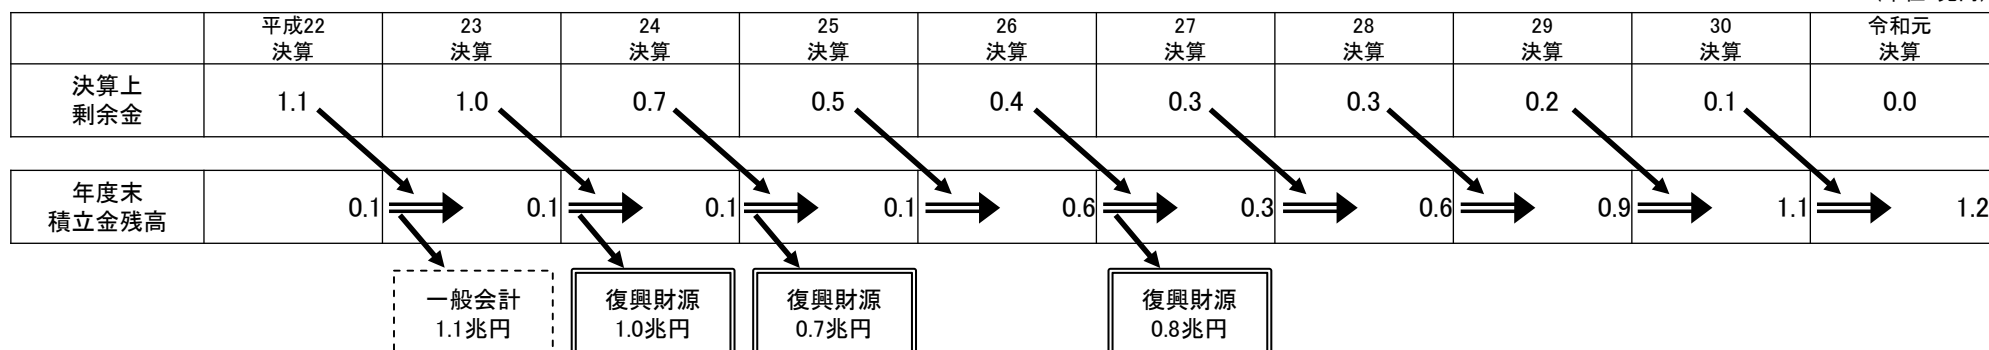 平成22 23 24 25 26 27 28 29 30 令和元
決算 決算 決算 決算 決算 決算 決算 決算 決算 決算
決算上
剰余金
1.1 1.0 0.7 0.5 0.4 0.3 0.3 0.2 0.1 0.0
年度末
積立金残高
0.1 0.1 0.1 0.1 0.6 0.3 0.6 0.9 1.1 1.2
一般会計 復興財源 復興財源 復興財源
1.1兆円 1.0兆円 0.7兆円 0.8兆円